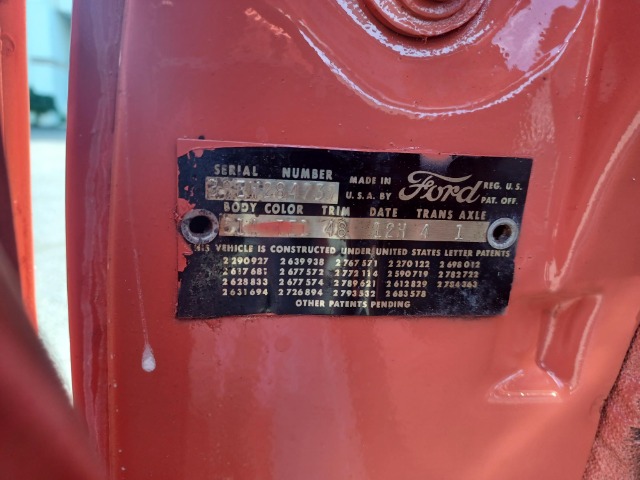 SERIAL NUMBER
MADE IN
U.S.A. BY
Ford
REG. U.S.
PAT. OFF.
BODY COLOR TRIM DATE TRANS AXLE
12H 4 1
THIS VEHICLE IS CONSTRUCTED UNDER UNITED STATES LETTER PATENTS
2 290 927 2 639 938 2 767 571 2 270 122 2 698 012
2 617 681 2 677 572 2 772 114 2 590 719 2 782 722
2 628 833 2 677 574 2 789 621 2 612 829 2 784 363
2 631 694 2 726 894 2 793 532 2 683 578
OTHER PATENTS PENDING